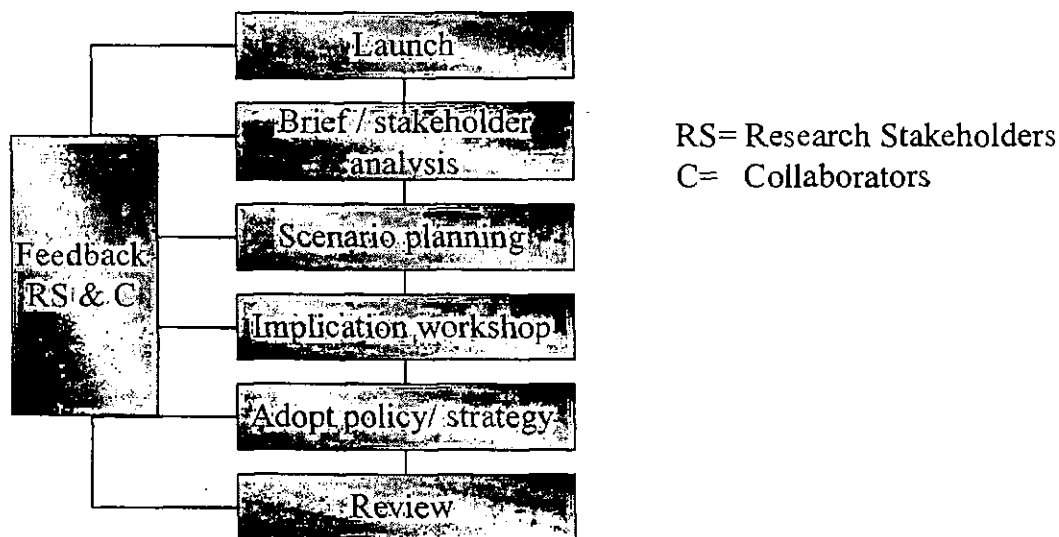 Launch
Brief / stakeholder
analysis
Scenario planning
Implication workshop
Adopt policy/ strategy
Review
Feedback
RS & C
RS= Research Stakeholders
C= Collaborators